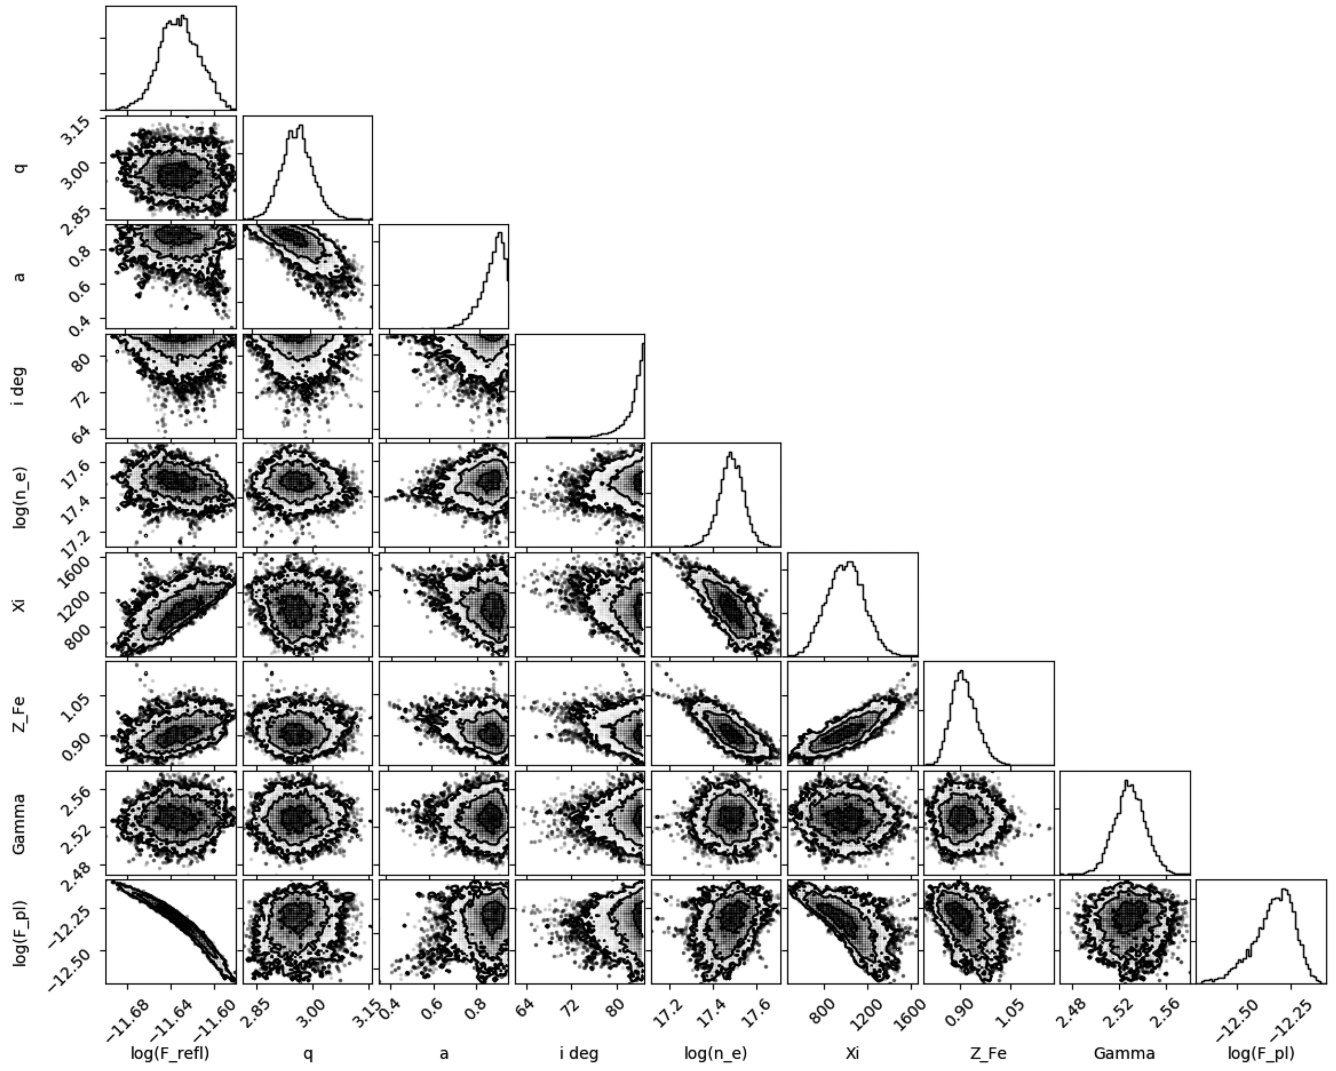 q
3.15
3.00
2.85
a
0.8
0.6
0.4
i deg
80
72
64
log(n_e)
17.6
17.4
17.2
Xi
1600
1200
800
Z_Fe
1.05
0.90
Gamma
2.56
2.52
2.48
log(F_pl)
−12.25
−12.50
−11.68 −11.64 −11.60 2.85 3.00 3.15 0.4 0.6 0.8 64 72 80 17.2 17.4 17.6 800 1200 1600 0.90 1.05 2.48 2.52 2.56 −12.50 −12.25
log(F_refl) q a i deg log(n_e) Xi Z_Fe Gamma log(F_pl)